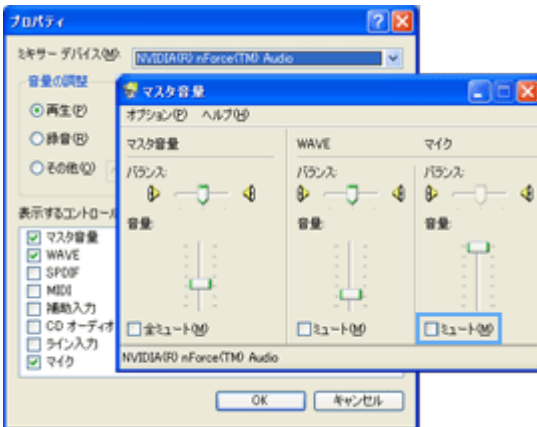 プロパティ
ミキサー デバイス(M):
NVIDIA(R) nForce(TM) Audio
音量の調整
再生(P)
録音(R)
その他(O)
表示するコントロール
マスタ音量
WAVE
SPDIF
MIDI
補助入力
CD オーディオ
ライン入力
マイク
OK
キャンセル
マスタ音量
オプション(P) ヘルプ(H)
マスタ音量
WAVE
マイク
バランス:
バランス:
バランス:
音量:
音量:
音量:
全ミュート(M)
ミュート(M)
ミュート(M)
NVIDIA(R) nForce(TM) Audio